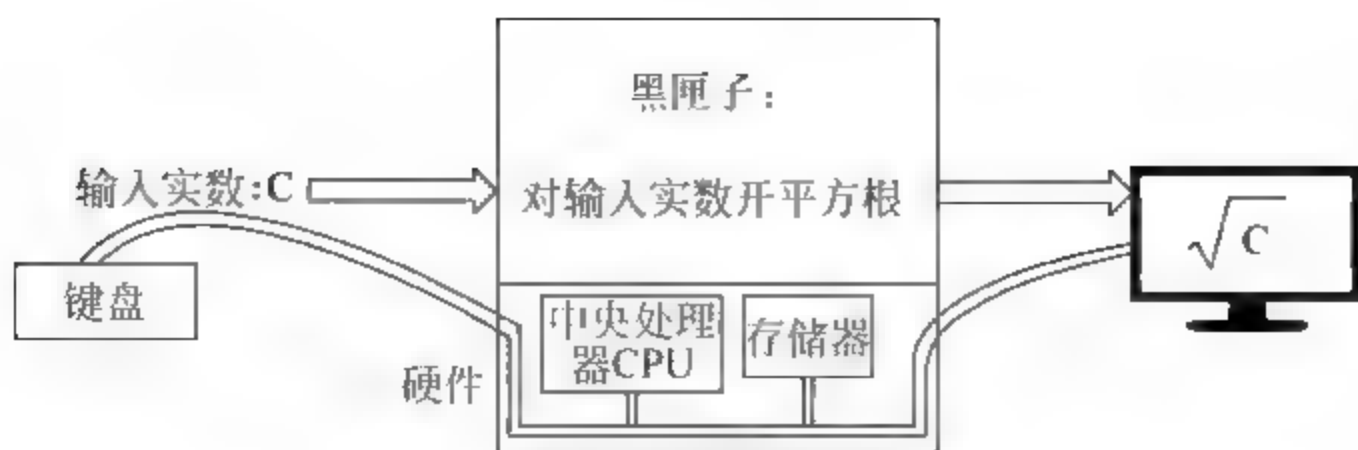 黑匣子：
输入实数:C
对输入实数开平方根
√C
键盘
中央处理
器CPU
存储器
硬件